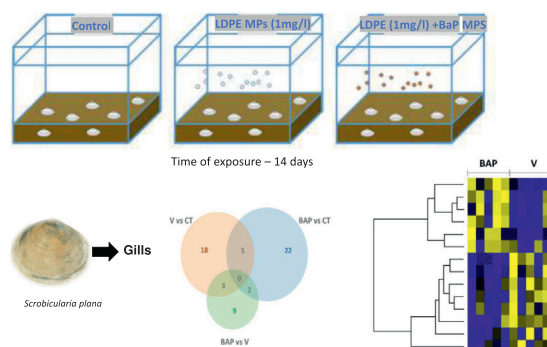 Control
LDPE MPs (1mg/l)
LDPE (1mg/l) +BaP MPS
Time of exposure – 14 days
Scrobicularia plana
Gills
V vs CT
BAP vs CT
18
5
22
0
3
2
9
BAP vs V
BAP
V